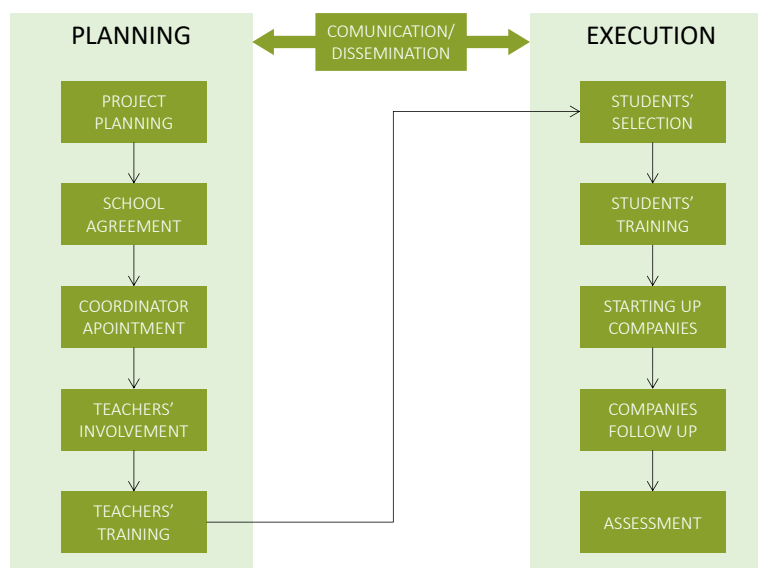 PLANNING
COMUNICATION/
DISSEMINATION
EXECUTION
PROJECT
PLANNING
SCHOOL
AGREEMENT
COORDINATOR
APOINTMENT
TEACHERS’
INVOLVEMENT
TEACHERS’
TRAINING
STUDENTS’
SELECTION
STUDENTS’
TRAINING
STARTING UP
COMPANIES
COMPANIES
FOLLOW UP
ASSESSMENT